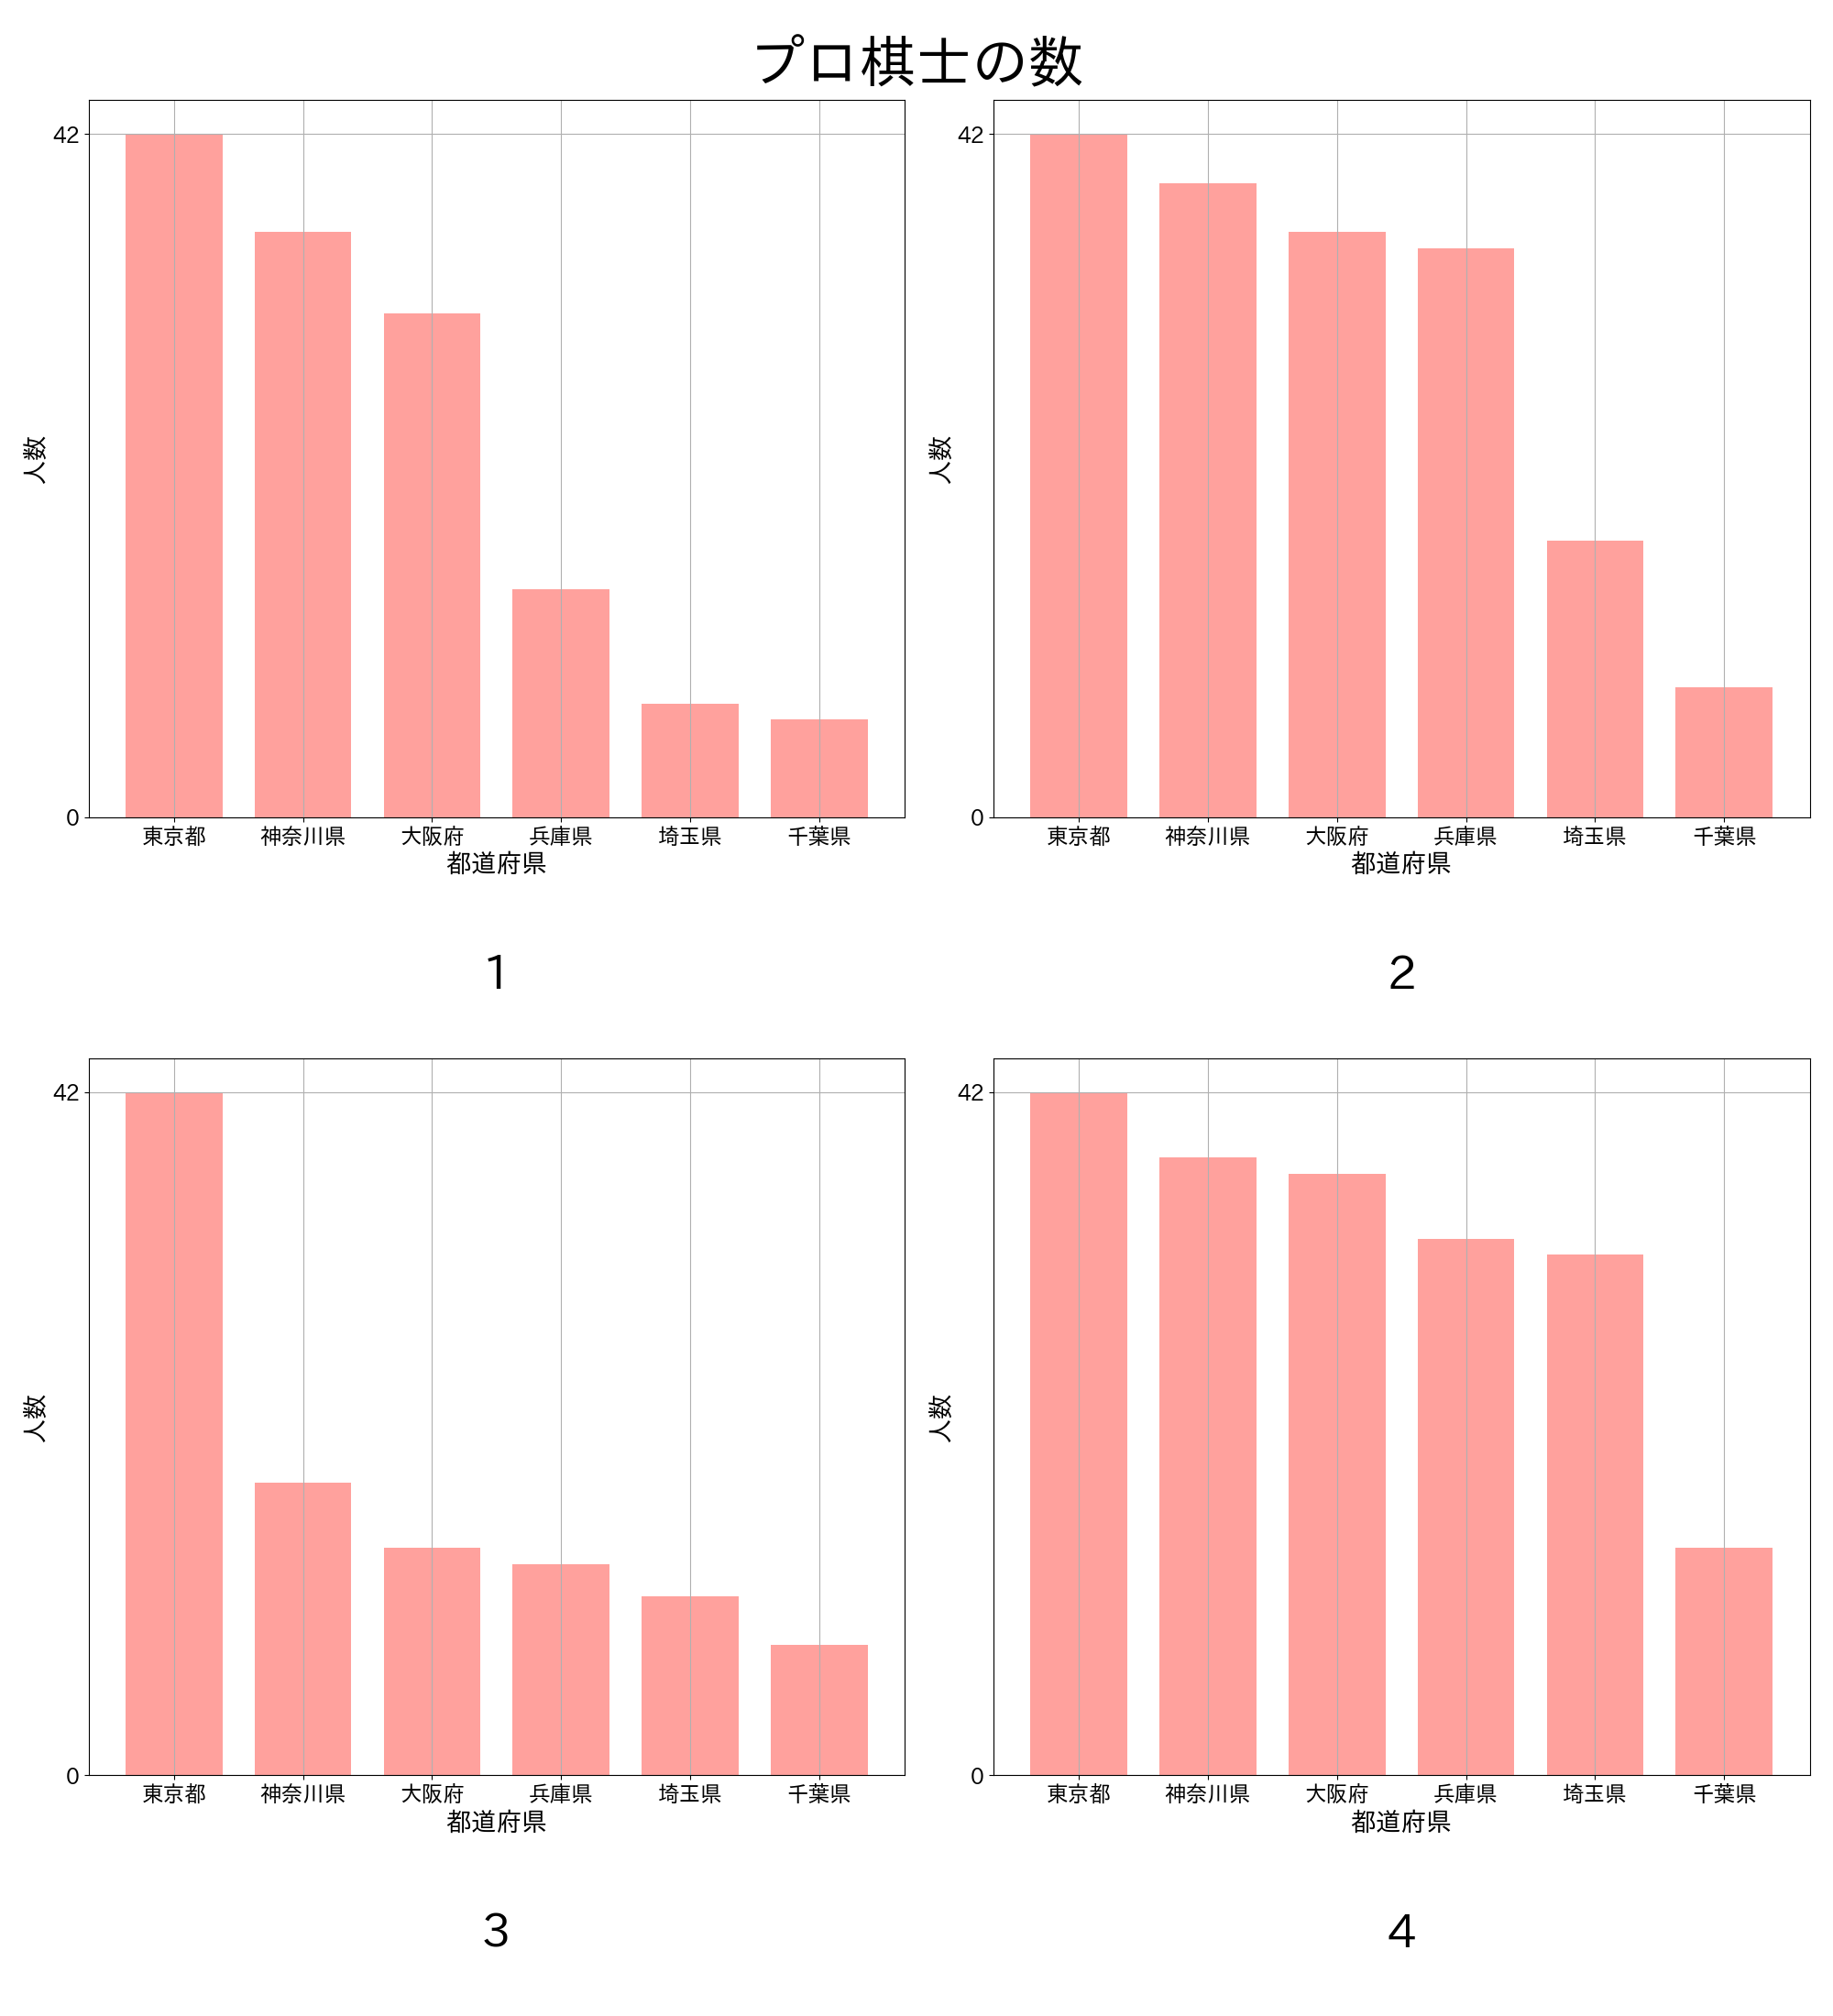 プロ棋士の数
42
0
人数
東京都 神奈川県 大阪府 兵庫県 埼玉県 千葉県
都道府県
1
42
0
人数
東京都 神奈川県 大阪府 兵庫県 埼玉県 千葉県
都道府県
2
42
0
人数
東京都 神奈川県 大阪府 兵庫県 埼玉県 千葉県
都道府県
3
42
0
人数
東京都 神奈川県 大阪府 兵庫県 埼玉県 千葉県
都道府県
4